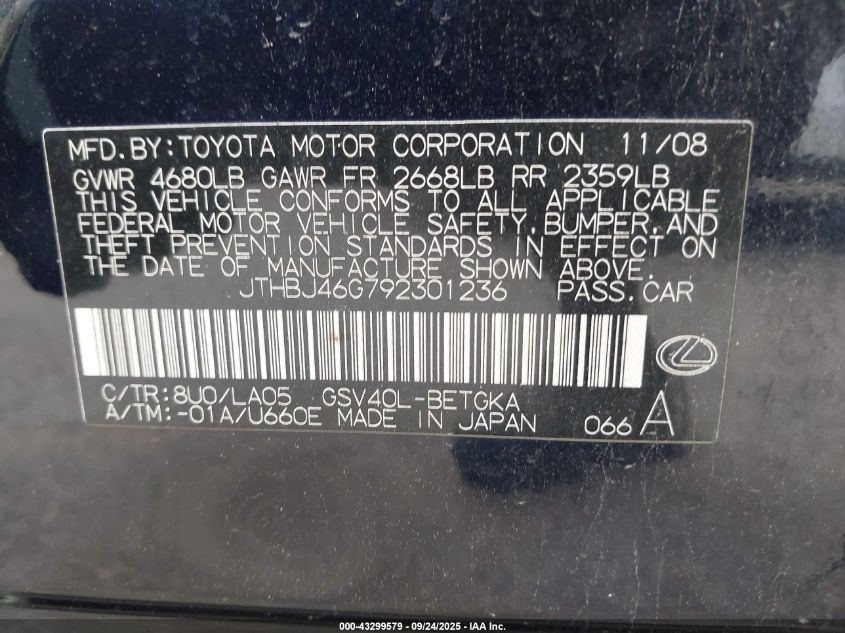 MFD.BY:TOYOTA MOTOR CORPORATION 11/08
GVWR 4680LB GAWR FR 2668LB RR 2359LB
THIS VEHICLE CONFORMS TO ALL APPLICABLE
FEDERAL MOTOR VEHICLE SAFETY,BUMPER,AND
THEFT PREVENTION STANDARDS IN EFFECT ON
THE DATE OF MANUFACTURE SHOWN ABOVE.
JTHBJ46G792301236 PASS.CAR
C/TR:8U0/LA05 GSV40L-BETGKA
A/TM:-01A/U660E MADE IN JAPAN 066 A
000-43299579 - 09/24/2025 - IAA Inc.